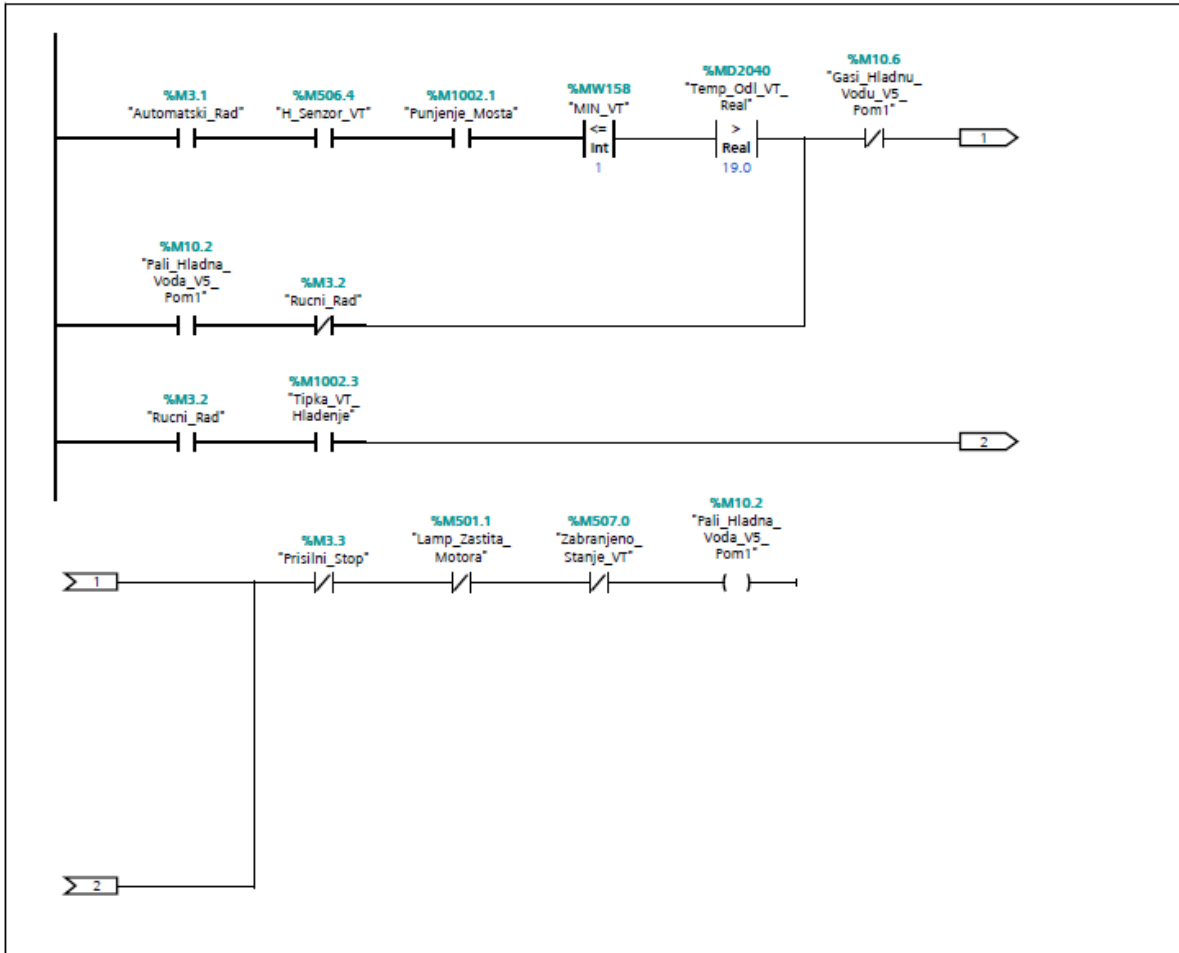 %M3.1
"Automatski_Rad"
%M506.4
"H_Senzor_VT"
%M1002.1
"Punjenje_Mosta"
%MW158
"MIN_VT"
<=
Int
1
%MD2040
"Temp_Odl_VT_
Real"
>
Real
19.0
%M10.6
"Gasi_Hladnu_
Vodu_V5_
Pom1"
1
%M10.2
"Pali_Hladna_
Voda_V5_
Pom1"
%M3.2
"Rucni_Rad"
%M3.2
"Rucni_Rad"
%M1002.3
"Tipka_VT_
Hladenje"
2
1
%M3.3
"Prisilni_Stop"
%M501.1
"Lamp_Zastita_
Motora"
%M507.0
"Zabranjeno_
Stanje_VT"
%M10.2
"Pali_Hladna_
Voda_V5_
Pom1"
2